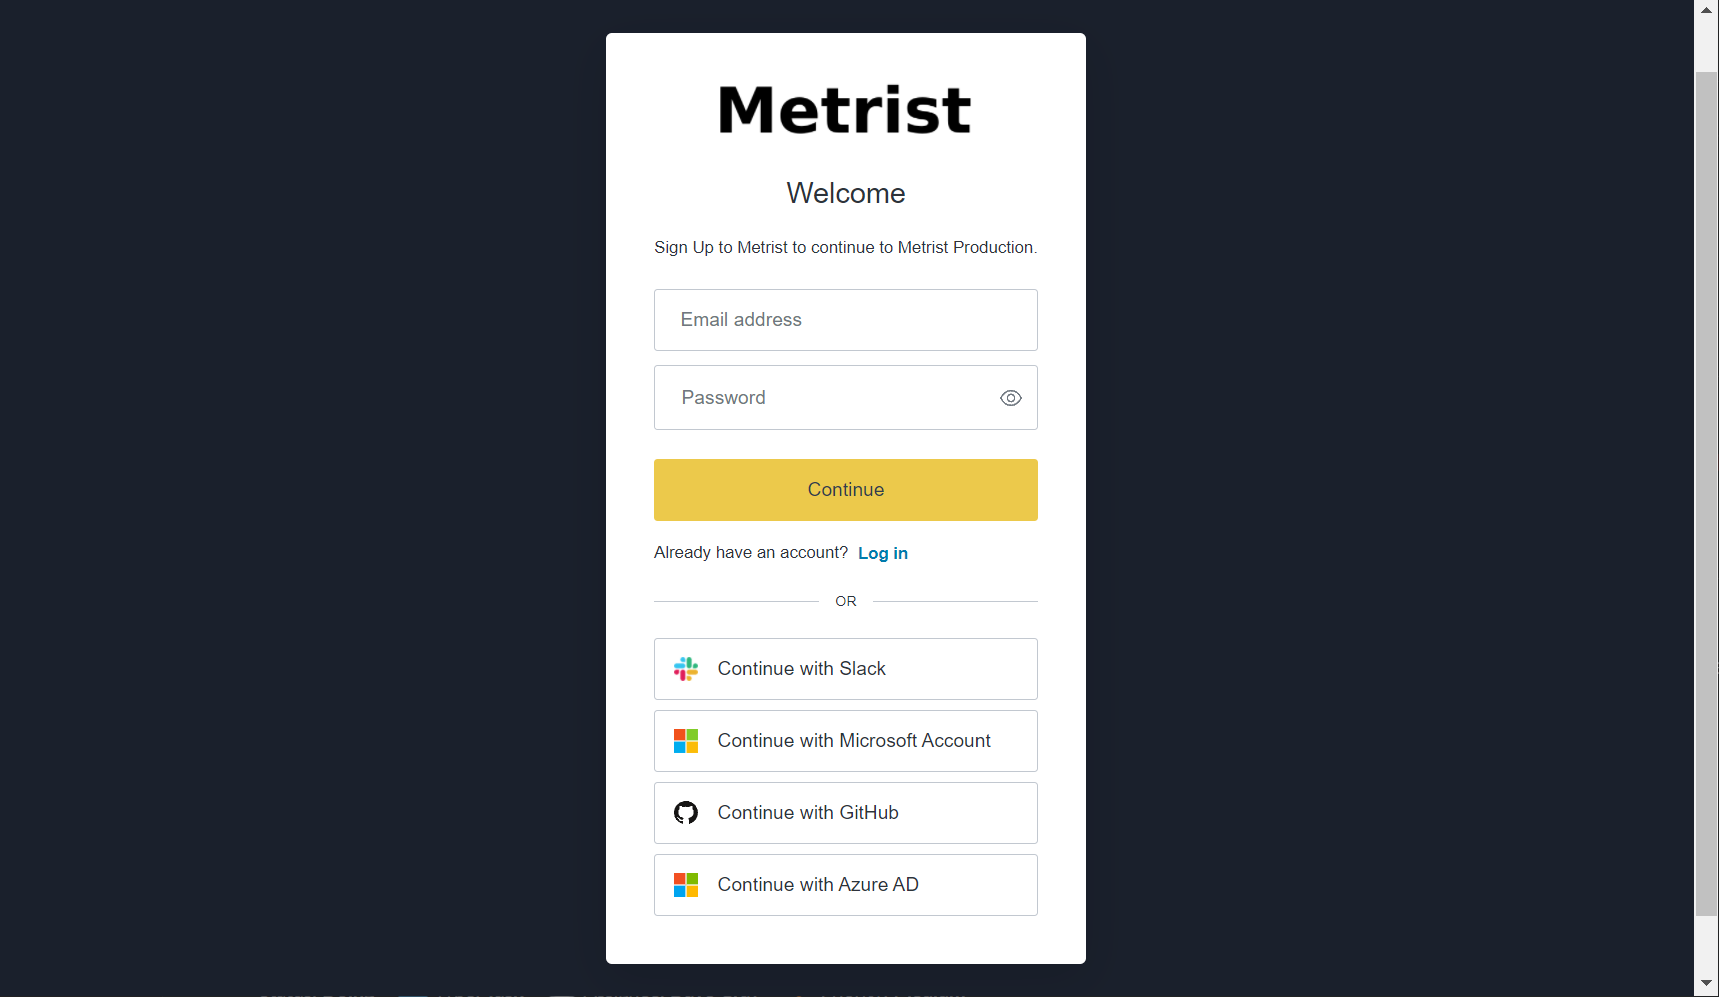 Metrist
Welcome
Sign Up to Metrist to continue to Metrist Production.
Email address
Password
Continue
Already have an account? Log in
OR
Continue with Slack
Continue with Microsoft Account
Continue with GitHub
Continue with Azure AD